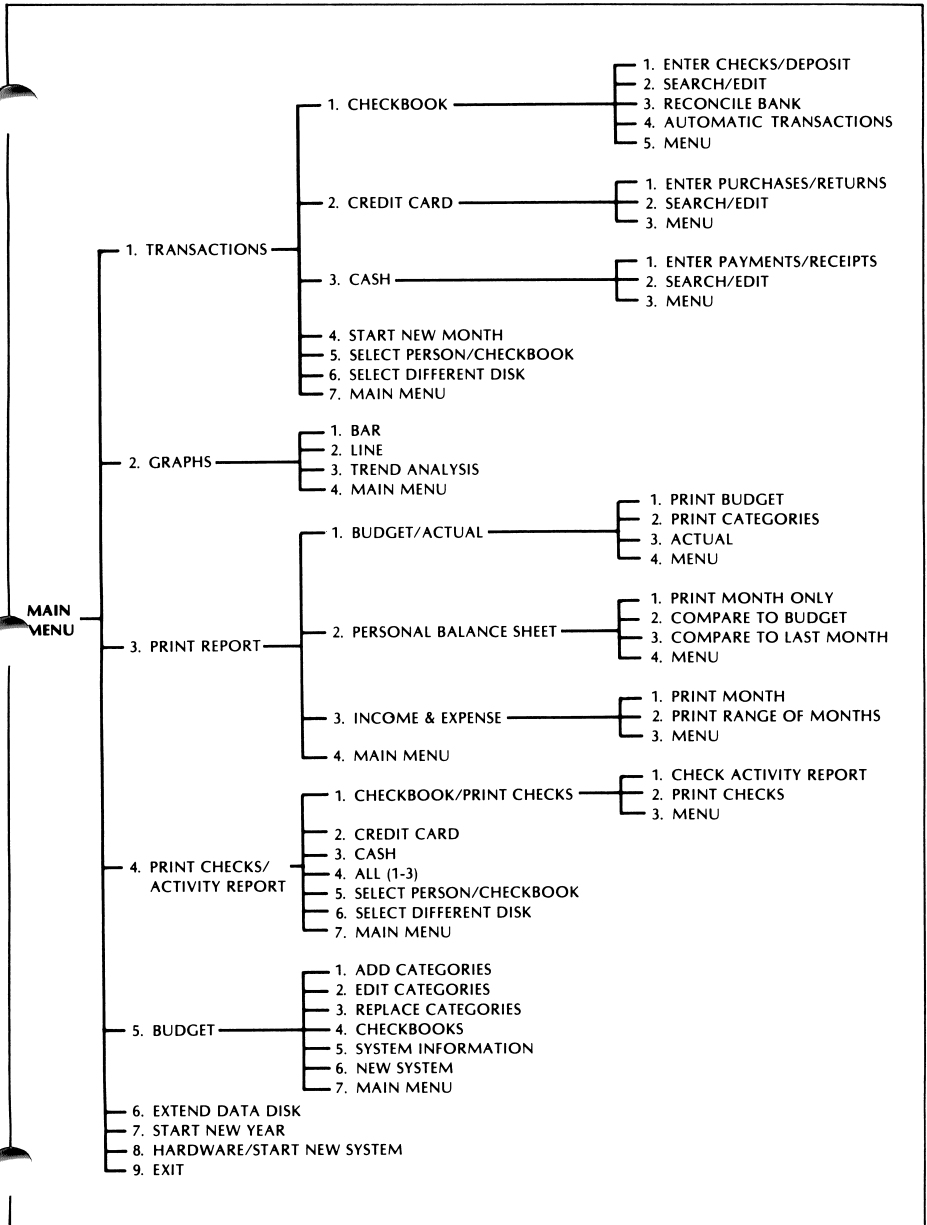 MAIN
MENU
1. TRANSACTIONS
1. CHECKBOOK
1. ENTER CHECKS/DEPOSIT
2. SEARCH/EDIT
3. RECONCILE BANK
4. AUTOMATIC TRANSACTIONS
5. MENU
2. CREDIT CARD
1. ENTER PURCHASES/RETURNS
2. SEARCH/EDIT
3. MENU
3. CASH
1. ENTER PAYMENTS/RECEIPTS
2. SEARCH/EDIT
3. MENU
4. START NEW MONTH
5. SELECT PERSON/CHECKBOOK
6. SELECT DIFFERENT DISK
7. MAIN MENU
2. GRAPHS
1. BAR
2. LINE
3. TREND ANALYSIS
4. MAIN MENU
3. PRINT REPORT
1. BUDGET/ACTUAL
1. PRINT BUDGET
2. PRINT CATEGORIES
3. ACTUAL
4. MENU
2. PERSONAL BALANCE SHEET
1. PRINT MONTH ONLY
2. COMPARE TO BUDGET
3. COMPARE TO LAST MONTH
4. MENU
3. INCOME & EXPENSE
1. PRINT MONTH
2. PRINT RANGE OF MONTHS
3. MENU
4. MAIN MENU
4. PRINT CHECKS/
ACTIVITY REPORT
1. CHECKBOOK/PRINT CHECKS
1. CHECK ACTIVITY REPORT
2. PRINT CHECKS
3. MENU
2. CREDIT CARD
3. CASH
4. ALL (1-3)
5. SELECT PERSON/CHECKBOOK
6. SELECT DIFFERENT DISK
7. MAIN MENU
5. BUDGET
1. ADD CATEGORIES
2. EDIT CATEGORIES
3. REPLACE CATEGORIES
4. CHECKBOOKS
5. SYSTEM INFORMATION
6. NEW SYSTEM
7. MAIN MENU
6. EXTEND DATA DISK
7. START NEW YEAR
8. HARDWARE/START NEW SYSTEM
9. EXIT